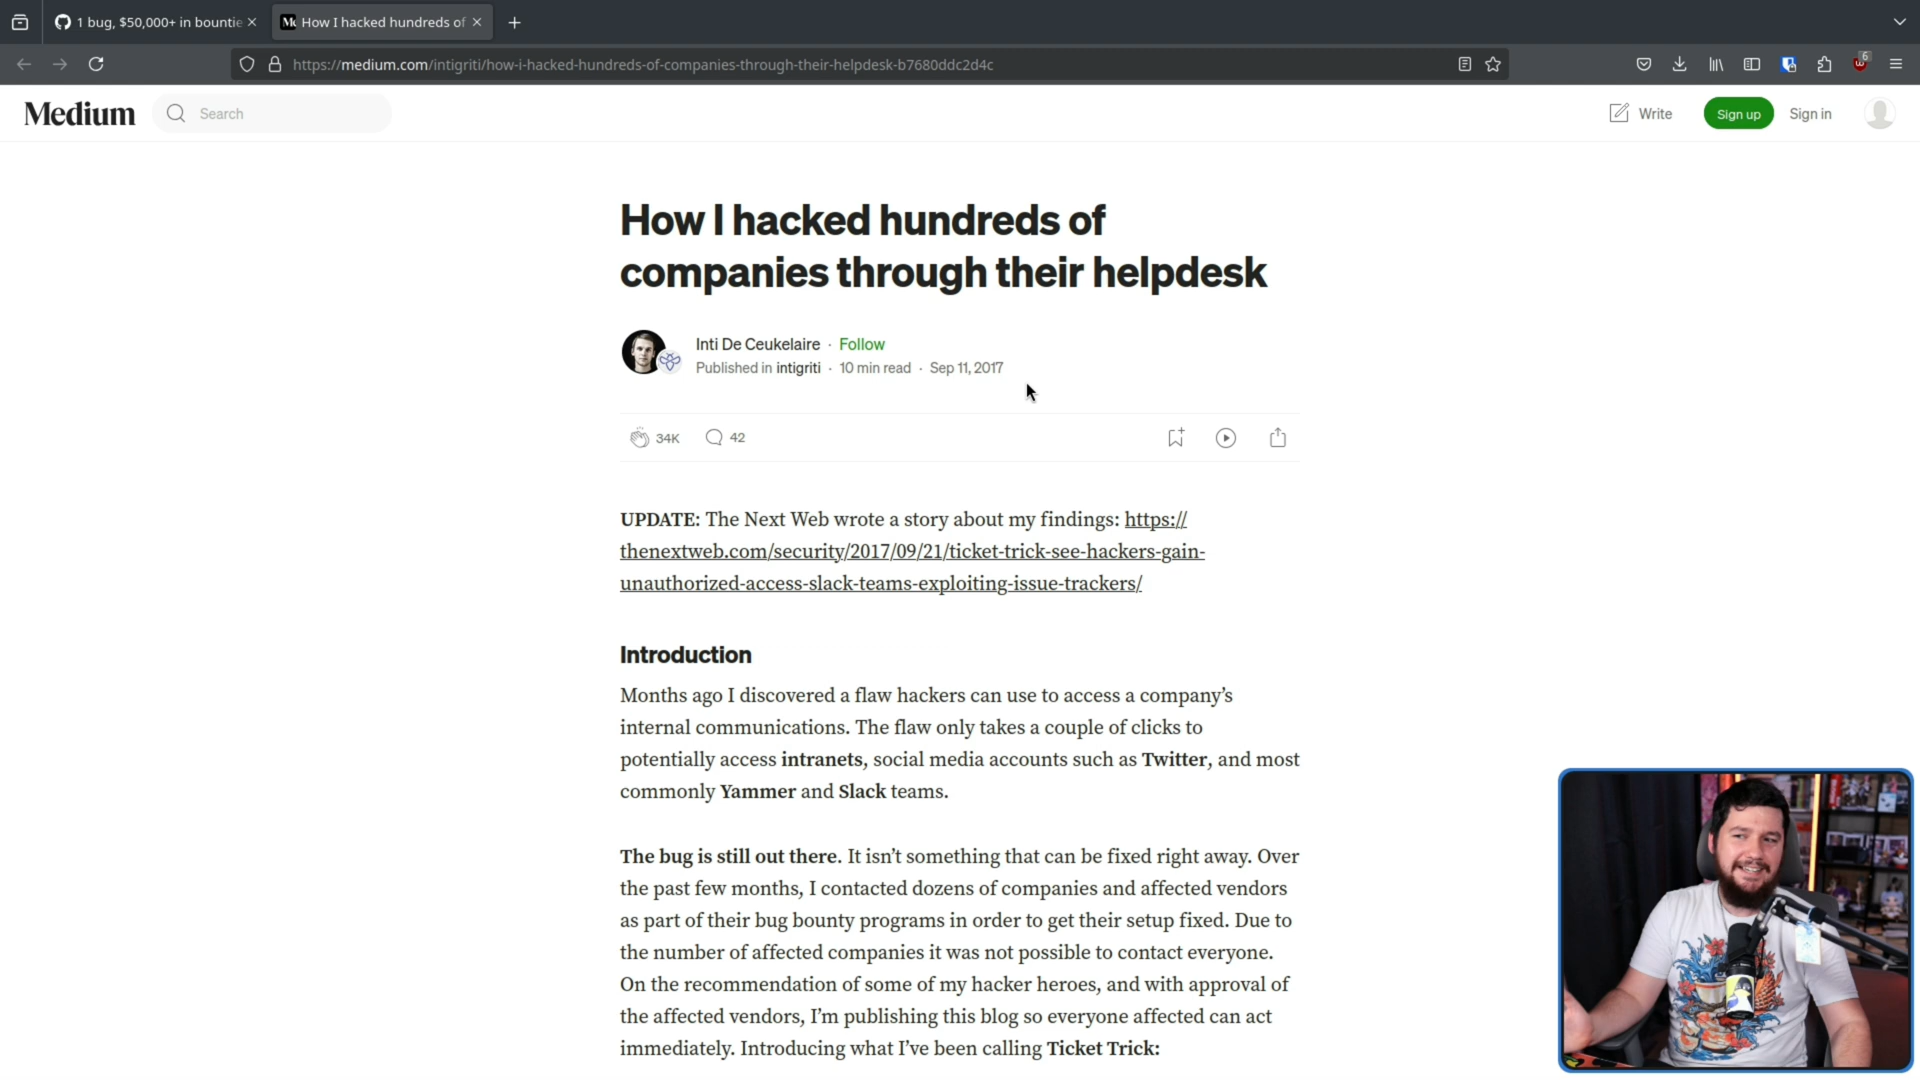 1 bug, $50,000+ in bountie
How I hacked hundreds of
https://medium.com/intigriti/how-i-hacked-hundreds-of-companies-through-their-helpdesk-b7680ddc2d4c
6
Medium
Search
Write
Sign up
Sign in
How I hacked hundreds of
companies through their helpdesk
Inti De Ceukelaire · Follow
Published in intigriti · 10 min read · Sep 11, 2017
34K
42
UPDATE: The Next Web wrote a story about my findings: https://
thenextweb.com/security/2017/09/21/ticket-trick-see-hackers-gain-
unauthorized-access-slack-teams-exploiting-issue-trackers/
Introduction
Months ago I discovered a flaw hackers can use to access a company’s
internal communications. The flaw only takes a couple of clicks to
potentially access intranets, social media accounts such as Twitter, and most
commonly Yammer and Slack teams.
The bug is still out there. It isn’t something that can be fixed right away. Over
the past few months, I contacted dozens of companies and affected vendors
as part of their bug bounty programs in order to get their setup fixed. Due to
the number of affected companies it was not possible to contact everyone.
On the recommendation of some of my hacker heroes, and with approval of
the affected vendors, I’m publishing this blog so everyone affected can act
immediately. Introducing what I’ve been calling Ticket Trick: